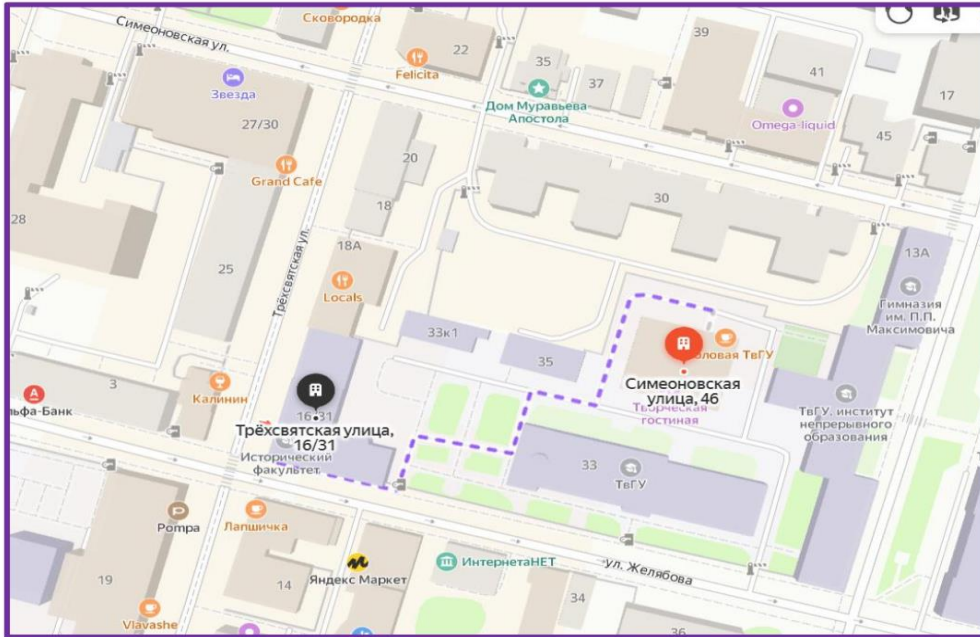 Сковородка
Симеоновская ул.
22
39
Felicita
35
37
41
17
Звезда
Дом Муравьева
Апостола
27/30
Omega-liquid
45
20
Grand Cafe
30
28
18
Трёхсвятская ул.
18А
13А
25
Locals
Гимназия
им. П.П.
Максимовича
33к1
35
3
Калинин
Симеоновская
улица, 46
Трёхсвятская улица,
16/31
Творческая
гостиная
ТвГУ, институт
непрерывного
образования
Исторический
факультет
33
ТвГУ
Pompa
Лапшичка
ИнтернетаНЕТ
ул. Желябова
Яндекс Маркет
19
14
34
Vlavashe
36